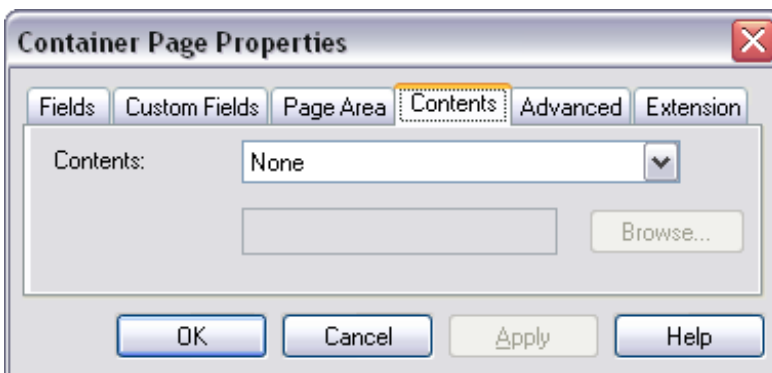 Container Page Properties
Fields Custom Fields Page Area Contents Advanced Extension
Contents: None
Browse...
OK Cancel Apply Help